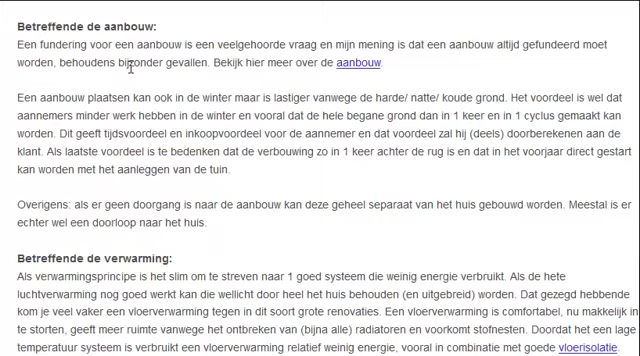 Betreffende de aanbouw:
Een fundering voor een aanbouw is een veelgehoorde vraag en mijn mening is dat een aanbouw altijd gefundeerd moet
worden, behoudens bijzonder gevallen. Bekijk hier meer over de aanbouw.
Een aanbouw plaatsen kan ook in de winter maar is lastiger vanwege de harde/ natte/ koude grond. Het voordeel is wel dat
aannemers minder werk hebben in de winter en vooral dat de hele begane grond dan in 1 keer en in 1 cyclus gemaakt kan
worden. Dit geeft tijdsvoordeel en inkoopvoordeel voor de aannemer en dat voordeel zal hij (deels) doorberekenen aan de
klant. Als laatste voordeel is te bedenken dat de verbouwing zo in 1 keer achter de rug is en dat in het voorjaar direct gestart
kan worden met het aanleggen van de tuin.
Overigens: als er geen doorgang is naar de aanbouw kan deze geheel separaat van het huis gebouwd worden. Meestal is er
echter wel een doorloop naar het huis.
Betreffende de verwarming:
Als verwarmingsprincipe is het slim om te streven naar 1 goed systeem die weinig energie verbruikt. Als de hete
luchtverwarming nog goed werkt kan die wellicht door heel het huis behouden (en uitgebreid) worden. Dat gezegd hebbende
kom je veel vaker een vloerverwarming tegen in dit soort grote renovaties. Een vloerverwarming is comfortabel, nu makkelijk in
te storten, geeft meer ruimte vanwege het ontbreken van (bijna alle) radiatoren en voorkomt stofnesten. Doordat het een lage
temperatuur systeem is verbruikt een vloerverwarming relatief weinig energie, vooral in combinatie met goede vloerisolatie.